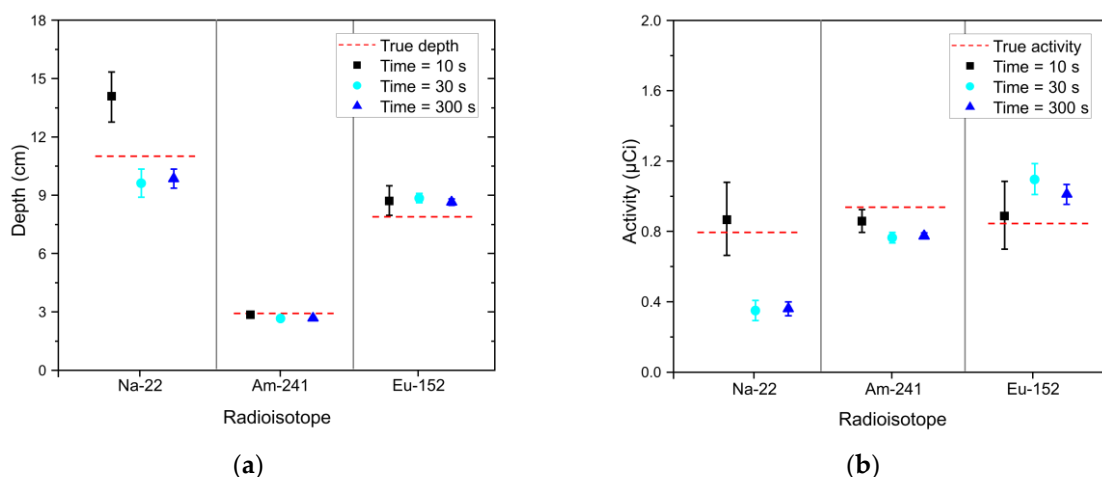 18
15
12
9
6
3
0
Depth (cm)
True depth
Time = 10 s
Time = 30 s
Time = 300 s
Na-22
Am-241
Eu-152
Radioisotope
(a)
2.0
1.6
1.2
0.8
0.4
0.0
Activity (μCi)
True activity
Time = 10 s
Time = 30 s
Time = 300 s
Na-22
Am-241
Eu-152
Radioisotope
(b)